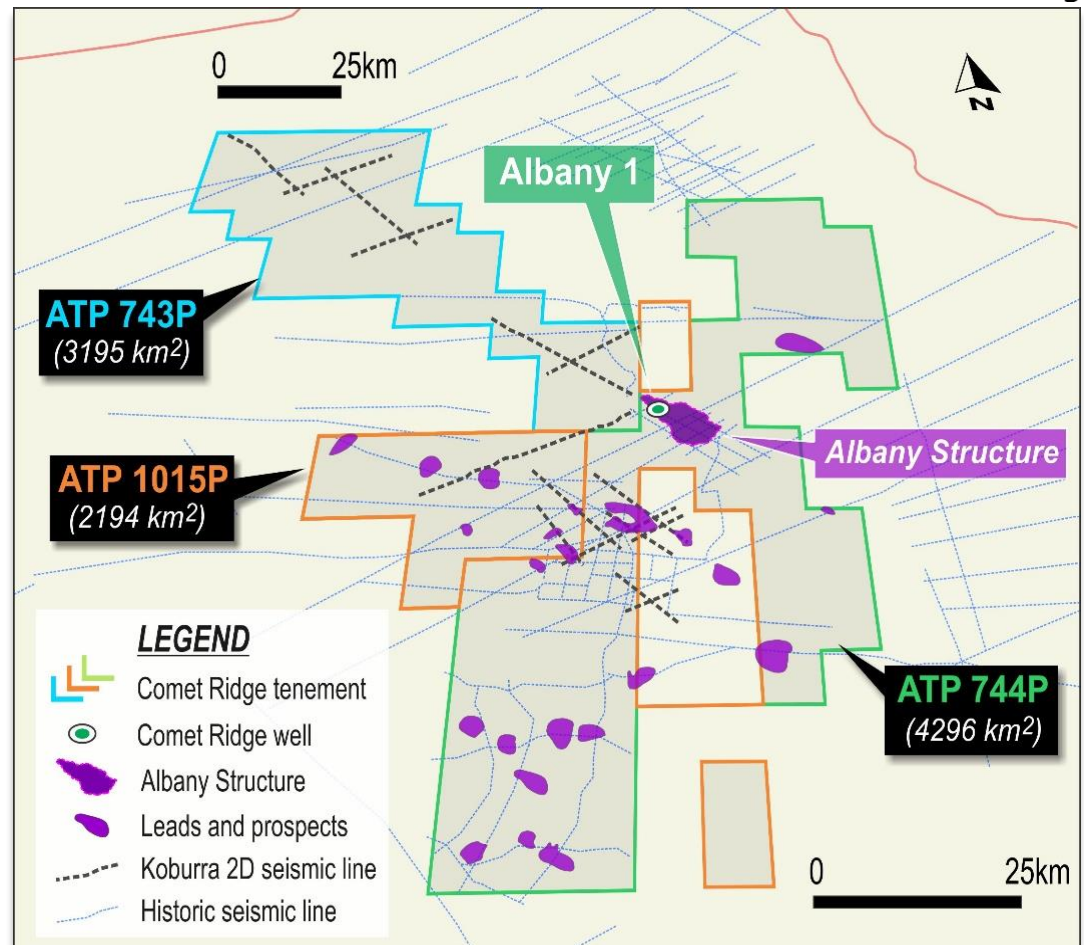 0 25km
N
Albany 1
ATP 743P
(3195 km²)
Albany Structure
ATP 1015P
(2194 km²)
LEGEND
Comet Ridge tenement
Comet Ridge well
Albany Structure
Leads and prospects
Koburra 2D seismic line
Historic seismic line
ATP 744P
(4296 km²)
0 25km